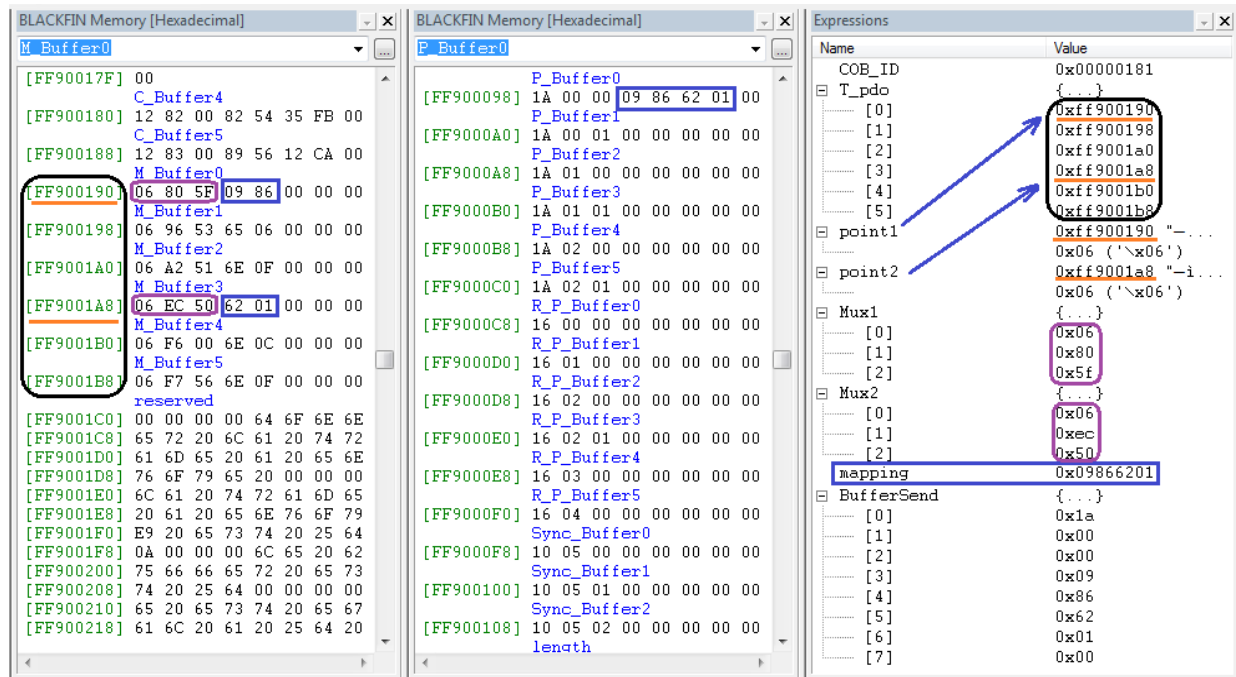 BLACKFIN Memory [Hexadecimal]
M_Buffer0
...
[FF90017F] 00
C_Buffer4
[FF900180] 12 82 00 82 54 35 FB 00
C_Buffer5
[FF900188] 12 83 00 89 56 12 CA 00
M_Buffer0
[FF900190] 06 80 5F 09 86 00 00 00
M_Buffer1
[FF900198] 06 96 53 65 06 00 00 00
M_Buffer2
[FF9001A0] 06 A2 51 6E 0F 00 00 00
M_Buffer3
[FF9001A8] 06 EC 50 62 01 00 00 00
M_Buffer4
[FF9001B0] 06 F6 00 6E 0C 00 00 00
M_Buffer5
[FF9001B8] 06 F7 56 6E 0F 00 00 00
reserved
[FF9001C0] 00 00 00 00 64 6F 6E 6E
[FF9001C8] 65 72 20 6C 61 20 74 72
[FF9001D0] 61 6D 65 20 61 20 65 6E
[FF9001D8] 76 6F 79 65 20 00 00 00
[FF9001E0] 6C 61 20 74 72 61 6D 65
[FF9001E8] 20 61 20 65 6E 76 6F 79
[FF9001F0] E9 20 65 73 74 20 25 64
[FF9001F8] 0A 00 00 00 6C 65 20 62
[FF900200] 75 66 66 65 72 20 65 73
[FF900208] 74 20 25 64 00 00 00 00
[FF900210] 65 20 65 73 74 20 65 67
[FF900218] 61 6C 20 61 20 25 64 20
BLACKFIN Memory [Hexadecimal]
P_Buffer0
...
P_Buffer0
[FF900098] 1A 00 00 09 86 62 01 00
P_Buffer1
[FF9000A0] 1A 00 01 00 00 00 00 00
P_Buffer2
[FF9000A8] 1A 01 00 00 00 00 00 00
P_Buffer3
[FF9000B0] 1A 01 01 00 00 00 00 00
P_Buffer4
[FF9000B8] 1A 02 00 00 00 00 00 00
P_Buffer5
[FF9000C0] 1A 02 01 00 00 00 00 00
R_P_Buffer0
[FF9000C8] 16 00 00 00 00 00 00 00
R_P_Buffer1
[FF9000D0] 16 01 00 00 00 00 00 00
R_P_Buffer2
[FF9000D8] 16 02 00 00 00 00 00 00
R_P_Buffer3
[FF9000E0] 16 02 01 00 00 00 00 00
R_P_Buffer4
[FF9000E8] 16 03 00 00 00 00 00 00
R_P_Buffer5
[FF9000F0] 16 04 00 00 00 00 00 00
Sync_Buffer0
[FF9000F8] 10 05 00 00 00 00 00 00
Sync_Buffer1
[FF900100] 10 05 01 00 00 00 00 00
Sync_Buffer2
[FF900108] 10 05 02 00 00 00 00 00
length
Expressions
Name Value
COB_ID 0x00000181
T_pdo {...}
[0] 0xff900190
[1] 0xff900198
[2] 0xff9001a0
[3] 0xff9001a8
[4] 0xff9001b0
[5] 0xff9001b8
point1 0xff900190 "—...
0x06 ('\x06')
point2 0xff9001a8 "—ì...
0x06 ('\x06')
Mux1 {...}
[0] 0x06
[1] 0x80
[2] 0x5f
Mux2 {...}
[0] 0x06
[1] 0xec
[2] 0x50
mapping 0x09866201
BufferSend {...}
[0] 0x1a
[1] 0x00
[2] 0x00
[3] 0x09
[4] 0x86
[5] 0x62
[6] 0x01
[7] 0x00